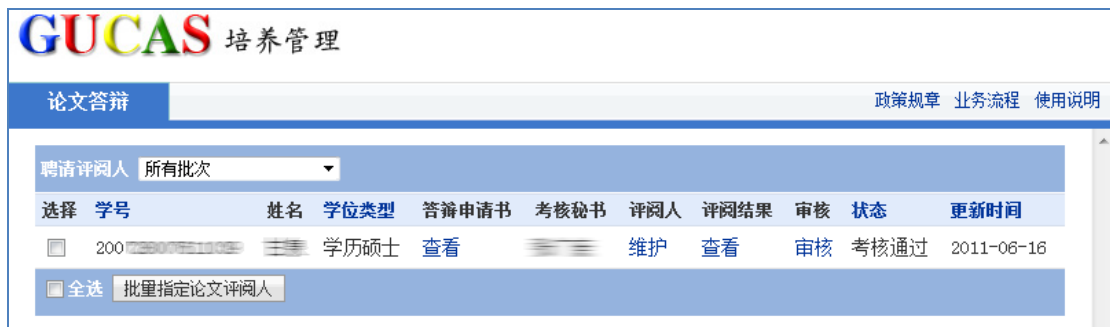 GUCAS 培养管理
论文答辩 政策规章 业务流程 使用说明
聘请评阅人 所有批次
选择 学号 姓名 学位类型 答辩申请书 考核秘书 评阅人 评阅结果 审核 状态 更新时间
200 学历硕士 查看 维护 查看 审核 考核通过 2011-06-16
全选 批里指定论文评阅人